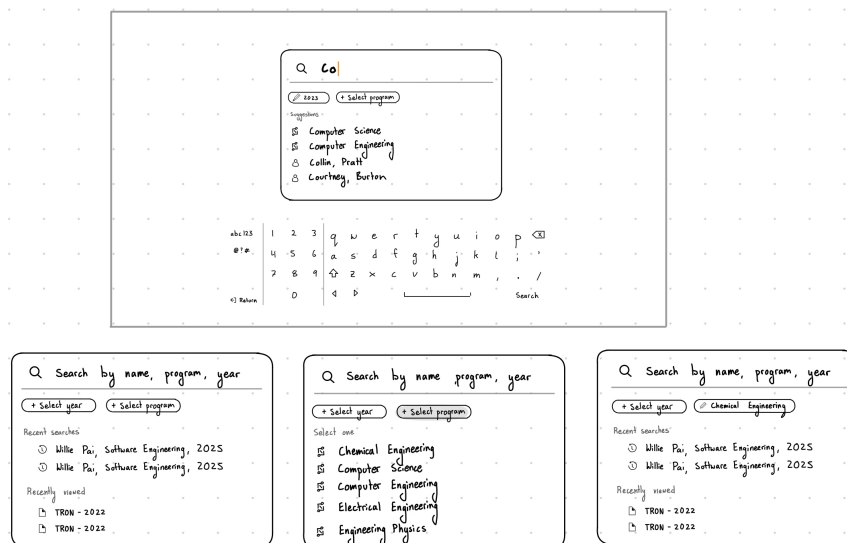 Co
2023 + Select program
Suggestions
Computer Science
Computer Engineering
Collin, Pratt
Courtney, Burton
abc123 1 2 3 q w e r t y u i o p
@?# 4 5 6 a s d f g h j k l ; '
7 8 9 z x c v b n m , . /
Return 0 Search
Search by name, program, year
+ Select year + Select program
Recent searches
Willie Pai, Software Engineering, 2025
Willie Pai, Software Engineering, 2025
Recently viewed
TRON - 2022
TRON - 2022
Search by name, program, year
+ Select year + Select program
Select one
Chemical Engineering
Computer Science
Computer Engineering
Electrical Engineering
Engineering Physics
Search by name, program, year
+ Select year Chemical Engineering
Recent searches
Willie Pai, Software Engineering, 2025
Willie Pai, Software Engineering, 2025
Recently viewed
TRON - 2022
TRON - 2022